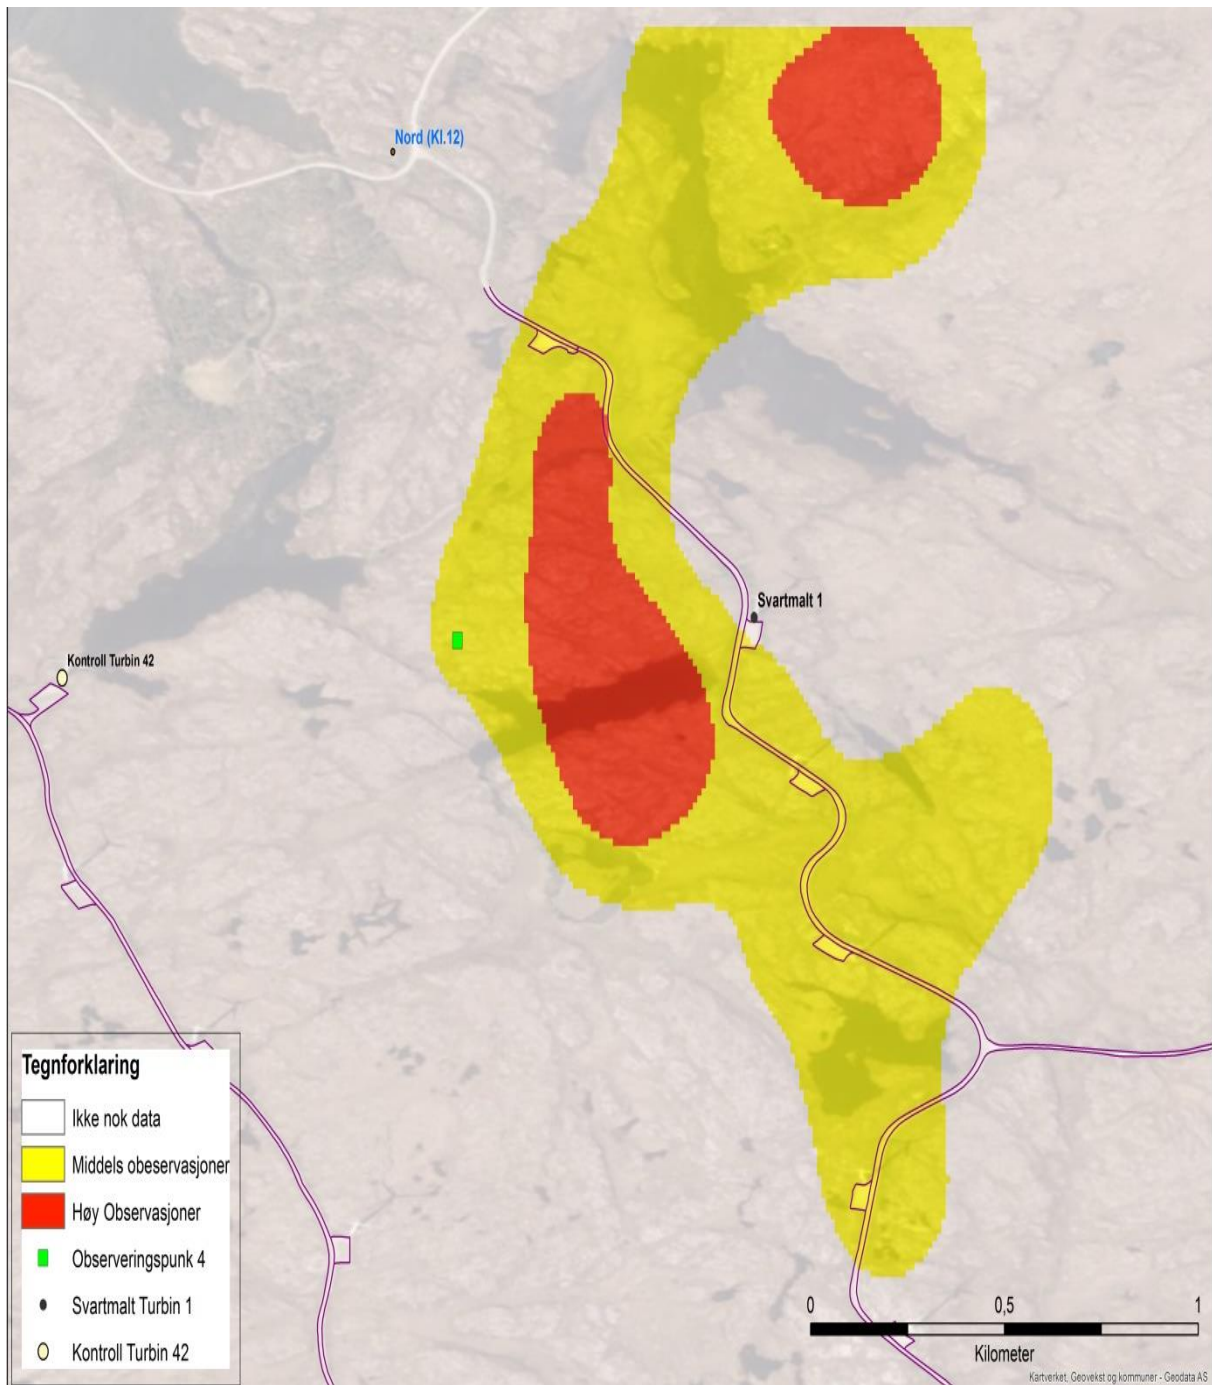 Nord (Kl.12)
Svartmalt 1
Kontroll Turbin 42
Tegnforklaring
Ikke nok data
Middels obeservasjoner
Høy Observasjoner
Observeringspunk 4
Svartmalt Turbin 1
Kontroll Turbin 42
0 0,5 1
Kilometer
Kartverket, Geovekst og kommuner - Geodata AS